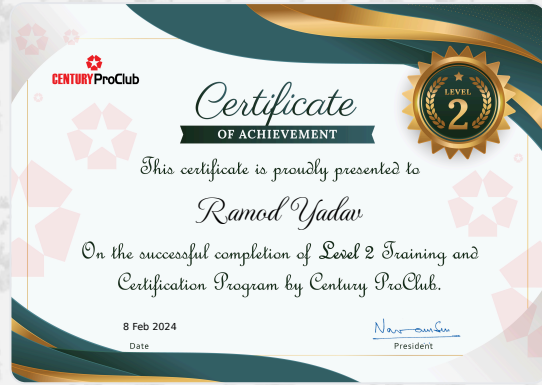 CENTURY ProClub
LEVEL
2
Certificate
OF ACHIEVEMENT
This certificate is proudly presented to
Ramod Yadav
On the successful completion of Level 2 Training and
Certification Program by Century ProClub.
8 Feb 2024
Date
President